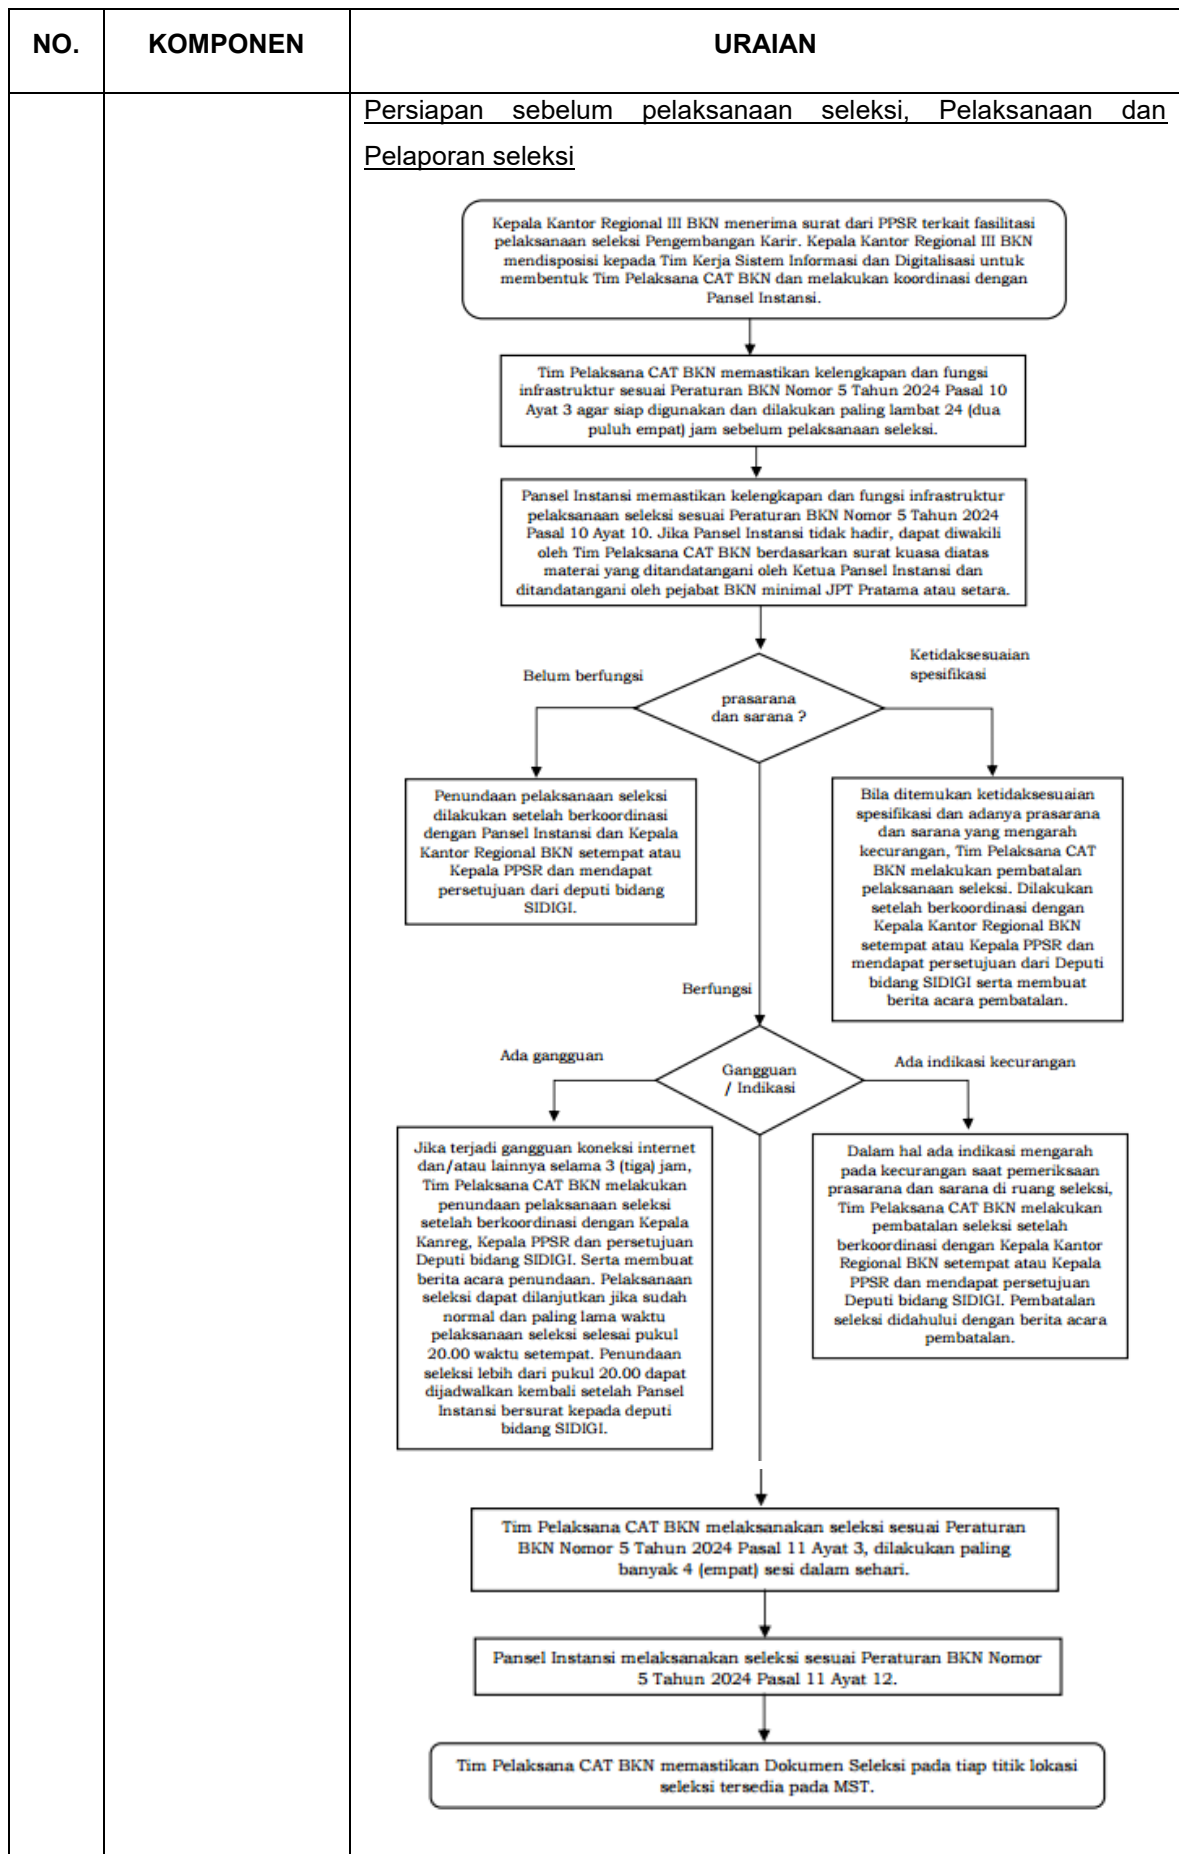 NO.
KOMPONEN
URAIAN
Persiapan sebelum pelaksanaan seleksi, Pelaksanaan dan
Pelaporan seleksi
Kepala Kantor Regional III BKN menerima surat dari PPSR terkait fasilitasi
pelaksanaan seleksi Pengembangan Karir. Kepala Kantor Regional III BKN
mendisposisi kepada Tim Kerja Sistem Informasi dan Digitalisasi untuk
membentuk Tim Pelaksana CAT BKN dan melakukan koordinasi dengan
Pansel Instansi.
Tim Pelaksana CAT BKN memastikan kelengkapan dan fungsi
infrastruktur sesuai Peraturan BKN Nomor 5 Tahun 2024 Pasal 10
Ayat 3 agar siap digunakan dan dilakukan paling lambat 24 (dua
puluh empat) jam sebelum pelaksanaan seleksi.
Pansel Instansi memastikan kelengkapan dan fungsi infrastruktur
pelaksanaan seleksi sesuai Peraturan BKN Nomor 5 Tahun 2024
Pasal 10 Ayat 10. Jika Pansel Instansi tidak hadir, dapat diwakili
oleh Tim Pelaksana CAT BKN berdasarkan surat kuasa diatas
materai yang ditandatangani oleh Ketua Pansel Instansi dan
ditandatangani oleh pejabat BKN minimal JPT Pratama atau setara.
Belum berfungsi
prasarana
dan sarana ?
Ketidaksesuaian
spesifikasi
Penundaan pelaksanaan seleksi
dilakukan setelah berkoordinasi
dengan Pansel Instansi dan Kepala
Kantor Regional BKN setempat atau
Kepala PPSR dan mendapat
persetujuan dari deputi bidang
SIDIGI.
Bila ditemukan ketidaksesuaian
spesifikasi dan adanya prasarana
dan sarana yang mengarah
kecurangan, Tim Pelaksana CAT
BKN melakukan pembatalan
pelaksanaan seleksi. Dilakukan
setelah berkoordinasi dengan
Kepala Kantor Regional BKN
setempat atau Kepala PPSR dan
mendapat persetujuan dari Deputi
bidang SIDIGI serta membuat
berita acara pembatalan.
Berfungsi
Ada gangguan
Gangguan
/ Indikasi
Ada indikasi kecurangan
Jika terjadi gangguan koneksi internet
dan/atau lainnya selama 3 (tiga) jam,
Tim Pelaksana CAT BKN melakukan
penundaan pelaksanaan seleksi
setelah berkoordinasi dengan Kepala
Kanreg, Kepala PPSR dan persetujuan
Deputi bidang SIDIGI. Serta membuat
berita acara penundaan. Pelaksanaan
seleksi dapat dilanjutkan jika sudah
normal dan paling lama waktu
pelaksanaan seleksi selesai pukul
20.00 waktu setempat. Penundaan
seleksi lebih dari pukul 20.00 dapat
dijadwalkan kembali setelah Pansel
Instansi bersurat kepada deputi
bidang SIDIGI.
Dalam hal ada indikasi mengarah
pada kecurangan saat pemeriksaan
prasarana dan sarana di ruang seleksi,
Tim Pelaksana CAT BKN melakukan
pembatalan seleksi setelah
berkoordinasi dengan Kepala Kantor
Regional BKN setempat atau Kepala
PPSR dan mendapat persetujuan
Deputi bidang SIDIGI. Pembatalan
seleksi didahului dengan berita acara
pembatalan.
Tim Pelaksana CAT BKN melaksanakan seleksi sesuai Peraturan
BKN Nomor 5 Tahun 2024 Pasal 11 Ayat 3, dilakukan paling
banyak 4 (empat) sesi dalam sehari.
Pansel Instansi melaksanakan seleksi sesuai Peraturan BKN Nomor
5 Tahun 2024 Pasal 11 Ayat 12.
Tim Pelaksana CAT BKN memastikan Dokumen Seleksi pada tiap titik lokasi
seleksi tersedia pada MST.